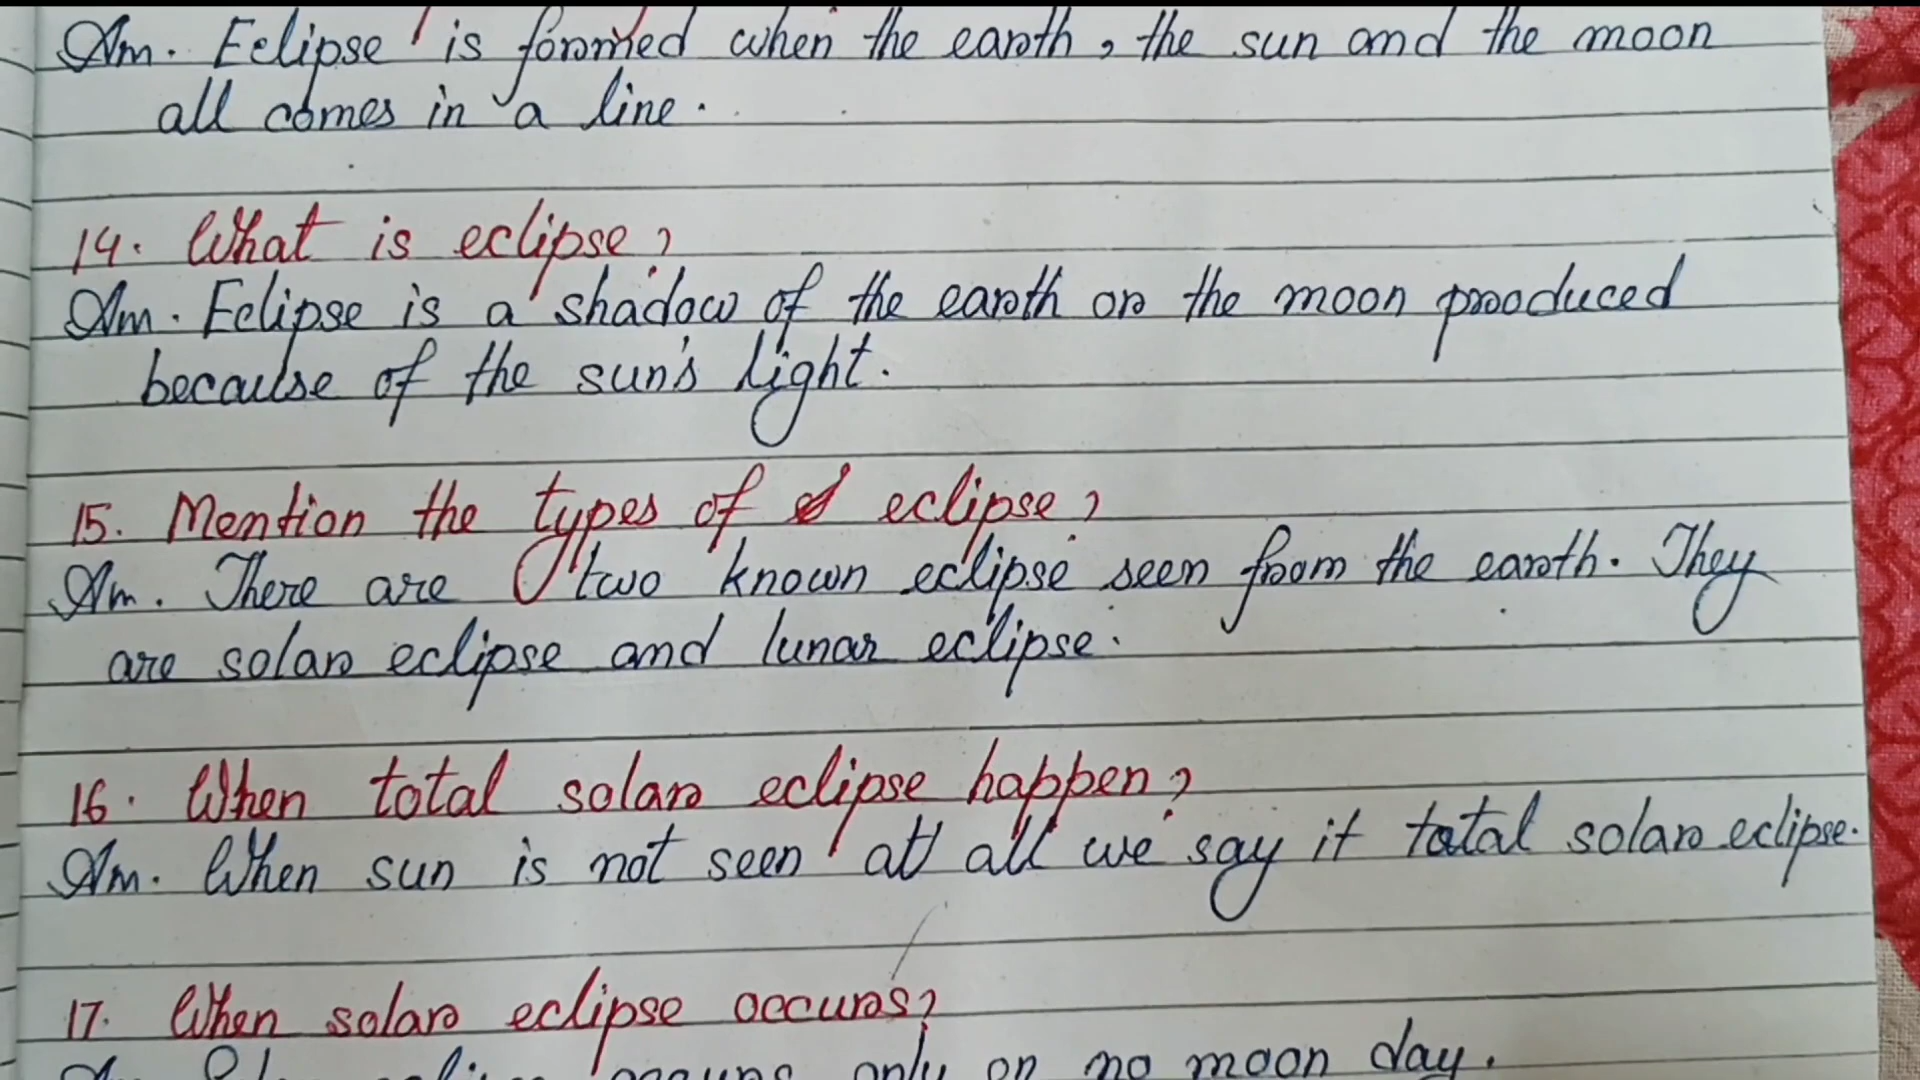 Ans. Eclipse is formed when the earth, the sun and the moon
all comes in a line.
14. What is eclipse?
Ans. Eclipse is a shadow of the earth or the moon produced
because of the sun's light.
15. Mention the types of eclipse?
Ans. There are two known eclipse seen from the earth. They
are solar eclipse and lunar eclipse.
16. When total solar eclipse happen?
Ans. When sun is not seen at all we say it total solar eclipse.
17. When solar eclipse occurs?
occurs only on no moon day.